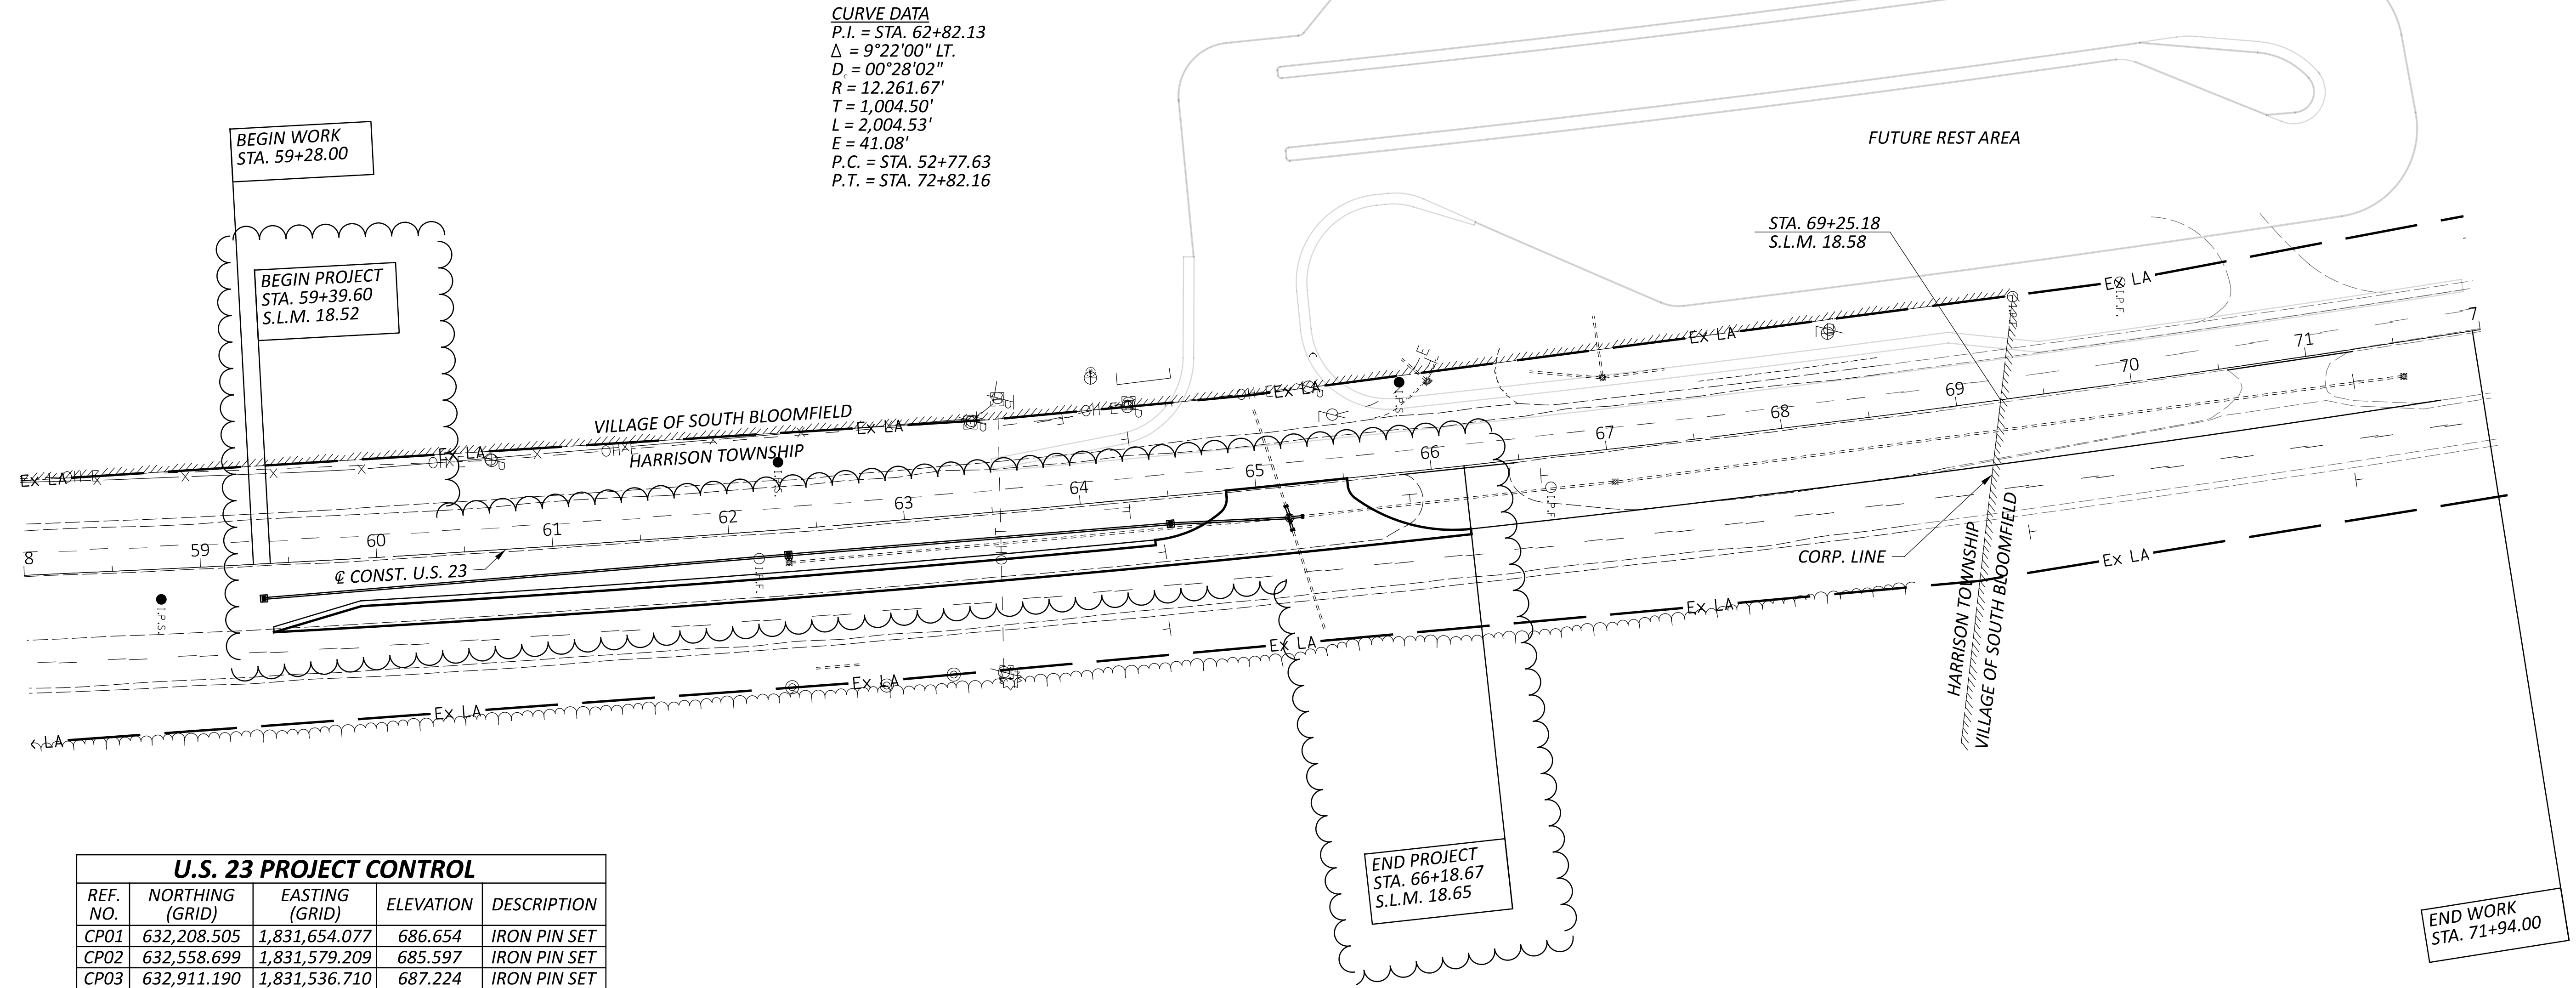 CURVE DATA
P.I. = STA. 62+82.13
Δ = 9°22'00" LT.
Dc = 00°28'02"
R = 12.261.67'
T = 1,004.50'
L = 2,004.53'
E = 41.08'
P.C. = STA. 52+77.63
P.T. = STA. 72+82.16
BEGIN WORK
STA. 59+28.00
BEGIN PROJECT
STA. 59+39.60
S.L.M. 18.52
FUTURE REST AREA
STA. 69+25.18
S.L.M. 18.58
VILLAGE OF SOUTH BLOOMFIELD
HARRISON TOWNSHIP
Ex LA
Ex LA
Ex LA
Ex LA
Ex LA
Ex LA
I.P.S.
I.P.F.
8
59
60
61
62
63
64
65
66
67
68
69
70
71
7
℄ CONST. U.S. 23
I.P.S.
I.P.F.
I.P.S.
I.P.F.
CORP. LINE
HARRISON TOWNSHIP
VILLAGE OF SOUTH BLOOMFIELD
LA
Ex LA
Ex LA
Ex LA
Ex LA
Ex LA
END PROJECT
STA. 66+18.67
S.L.M. 18.65
END WORK
STA. 71+94.00
U.S. 23 PROJECT CONTROL
REF. NO. NORTHING (GRID) EASTING (GRID) ELEVATION DESCRIPTION
CP01 632,208.505 1,831,654.077 686.654 IRON PIN SET
CP02 632,558.699 1,831,579.209 685.597 IRON PIN SET
CP03 632,911.190 1,831,536.710 687.224 IRON PIN SET